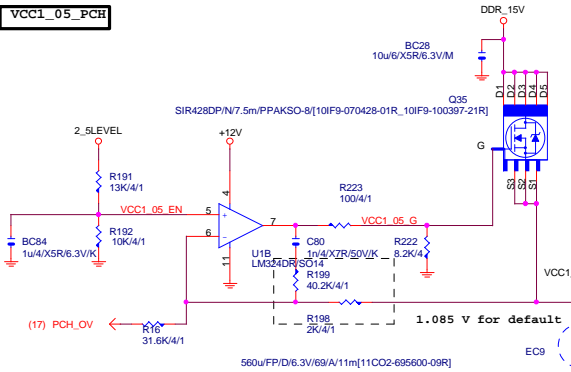 VCC1_05_PCH
DDR_15V
BC28
10u/6/X5R/6.3V/M
D1
D2
D3
D4
D5
Q35
SIR428DP/N/7.5m/PPAKSO-8/[10IF9-070428-01R_10IF9-100397-21R]
2_5LEVEL
+12V
G
S3
S2
S1
R191
13K/4/1
4
R223
100/4/1
VCC1_05_EN
5
+
7
VCC1_05_G
6
-
BC84
1u/4/X5R/6.3V/K
R192
10K/4/1
11
U1B
LM324DR/SO14
C80
1n/4/X7R/50V/K
R222
8.2K/4
R199
40.2K/4/1
VCC1_
R198
2K/4/1
1.085 V for default
(17) PCH_OV
R16
31.6K/4/1
EC9
560u/FP/D/6.3V/69/A/11m[11CO2-695600-09R]